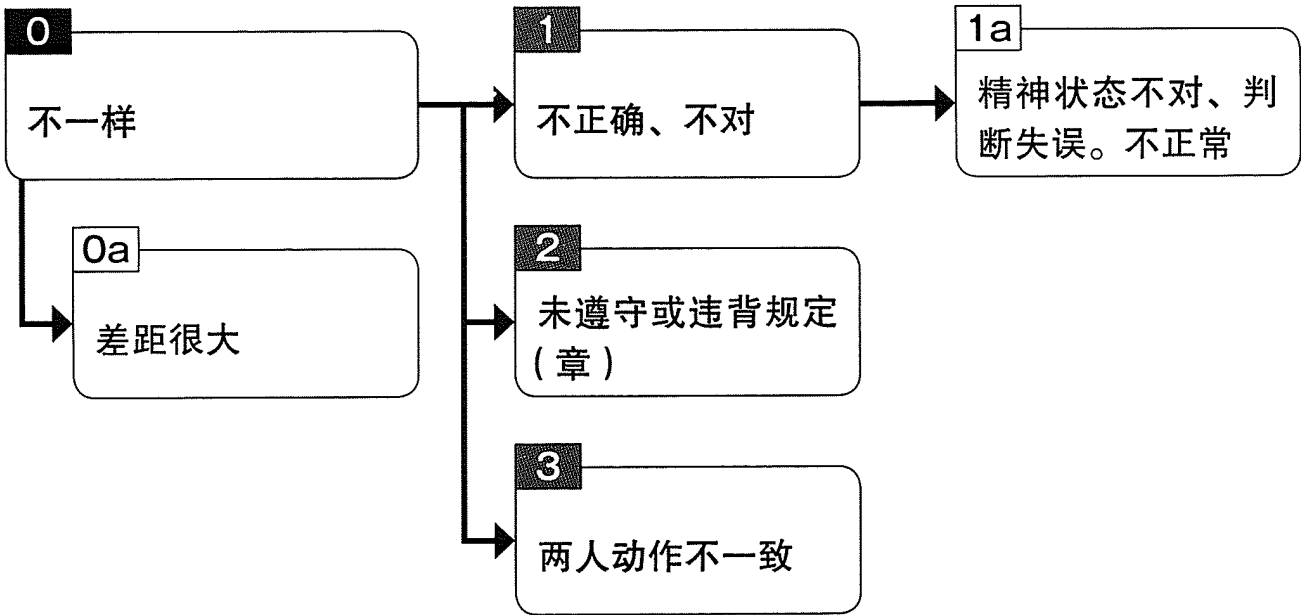 0
不一样
1
不正确、不对
1a
精神状态不对、判
断失误。不正常
0a
差距很大
2
未遵守或违背规定
(章)
3
两人动作不一致